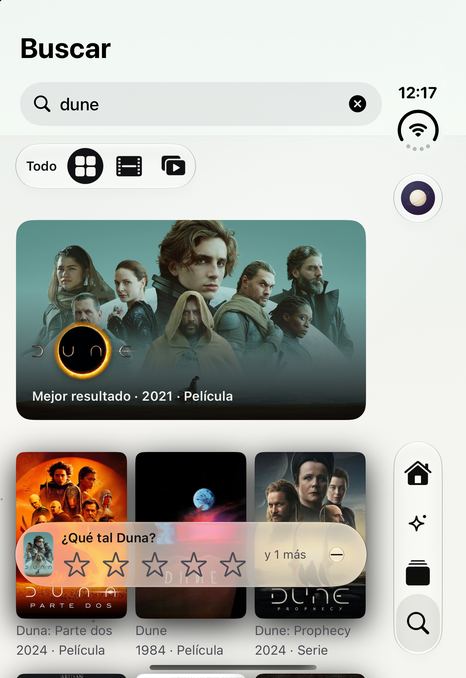 Buscar
12:17
dune
Todo
DUNE
Mejor resultado · 2021 · Película
¿Qué tal Duna?
y 1 más
DUNA
PARTE DOS
DUNE
DUNE
PROPHECY
Duna: Parte dos
2024 · Película
Dune
1984 · Película
Dune: Prophecy
2024 · Serie